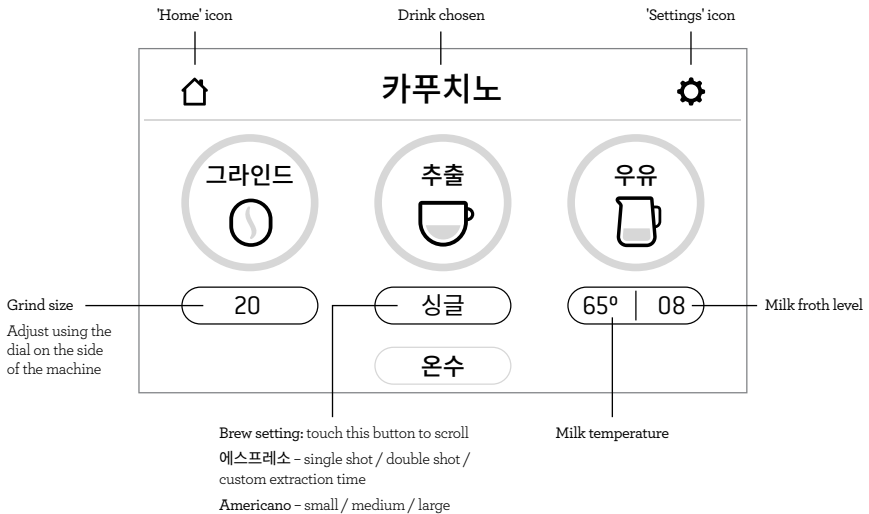 'Home' icon
Drink chosen
'Settings' icon
카푸치노
그라인드
추출
우유
Grind size
20
싱글
65º | 08
Milk froth level
Adjust using the
dial on the side
of the machine
온수
Brew setting: touch this button to scroll
Milk temperature
에스프레소 – single shot / double shot /
custom extraction time
Americano – small / medium / large